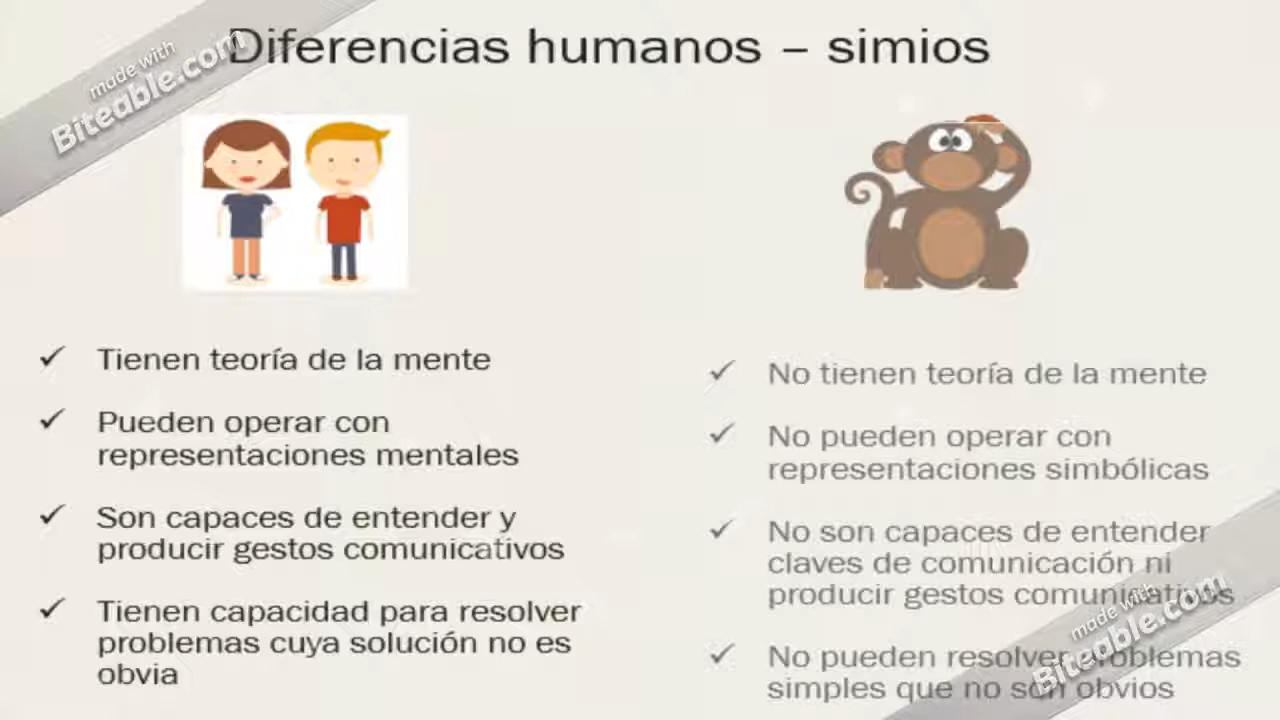 Diferencias humanos – simios
made with
Biteable.com
Tienen teoría de la mente
Pueden operar con
representaciones mentales
Son capaces de entender y
producir gestos comunicativos
Tienen capacidad para resolver
problemas cuya solución no es
obvia
No tienen teoría de la mente
No pueden operar con
representaciones simbólicas
No son capaces de entender
claves de comunicación ni
producir gestos comunicativos
No pueden resolver problemas
simples que no son obvios
made with
Biteable.com